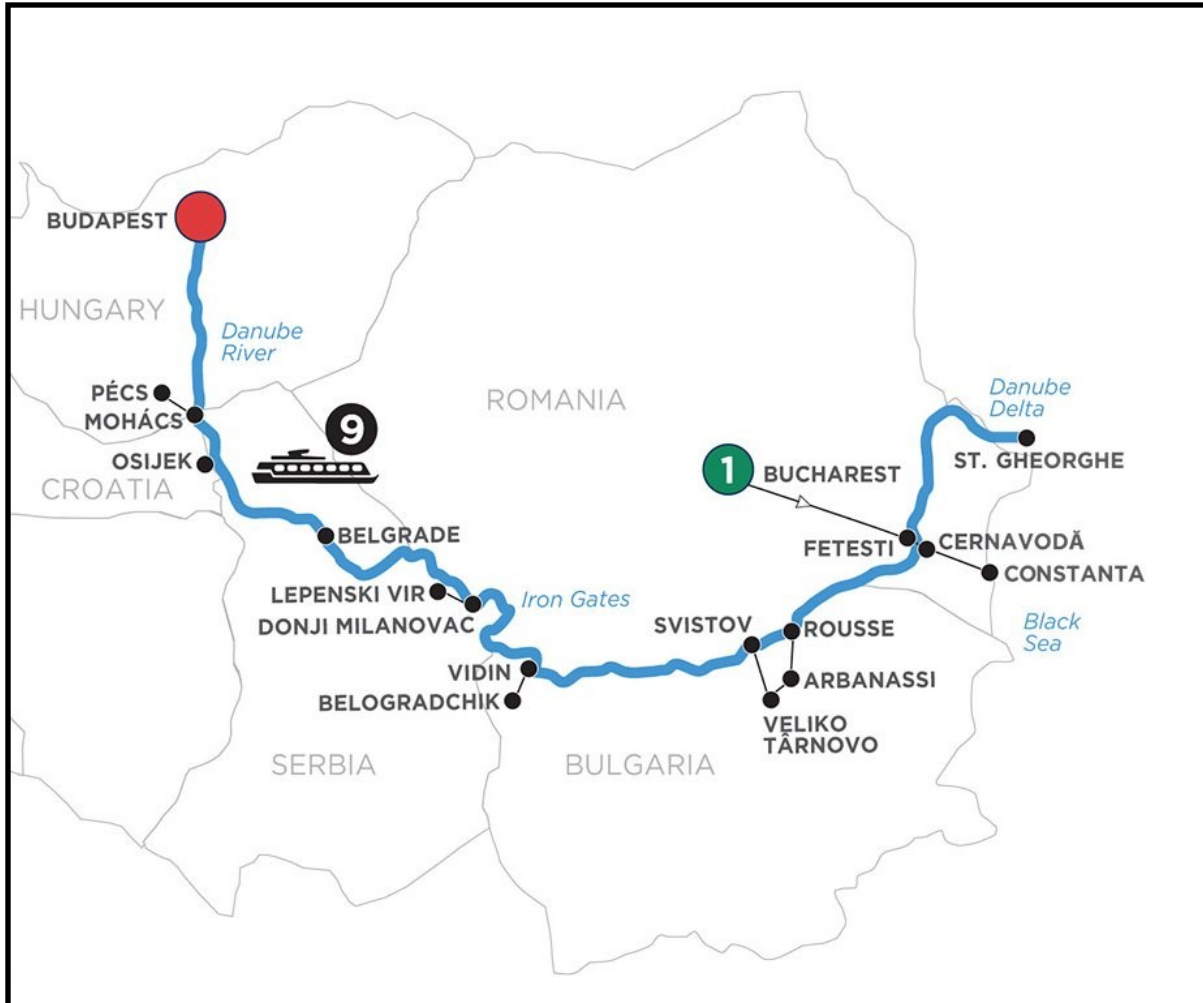 BUDAPEST
HUNGARY
Danube
River
PÉCS
MOHÁCS
OSIJEK
CROATIA
9
ROMANIA
1
BUCHAREST
Danube
Delta
ST. GHEORGHE
FETESTI
CERNAVODĂ
CONSTANTA
BELGRADE
LEPENSKI VIR
DONJI MILANOVAC
Iron Gates
SVISTOV
ROUSSE
Black
Sea
VIDIN
BELOGRADCHIK
ARBANASSI
VELIKO
TÂRNOVO
SERBIA
BULGARIA